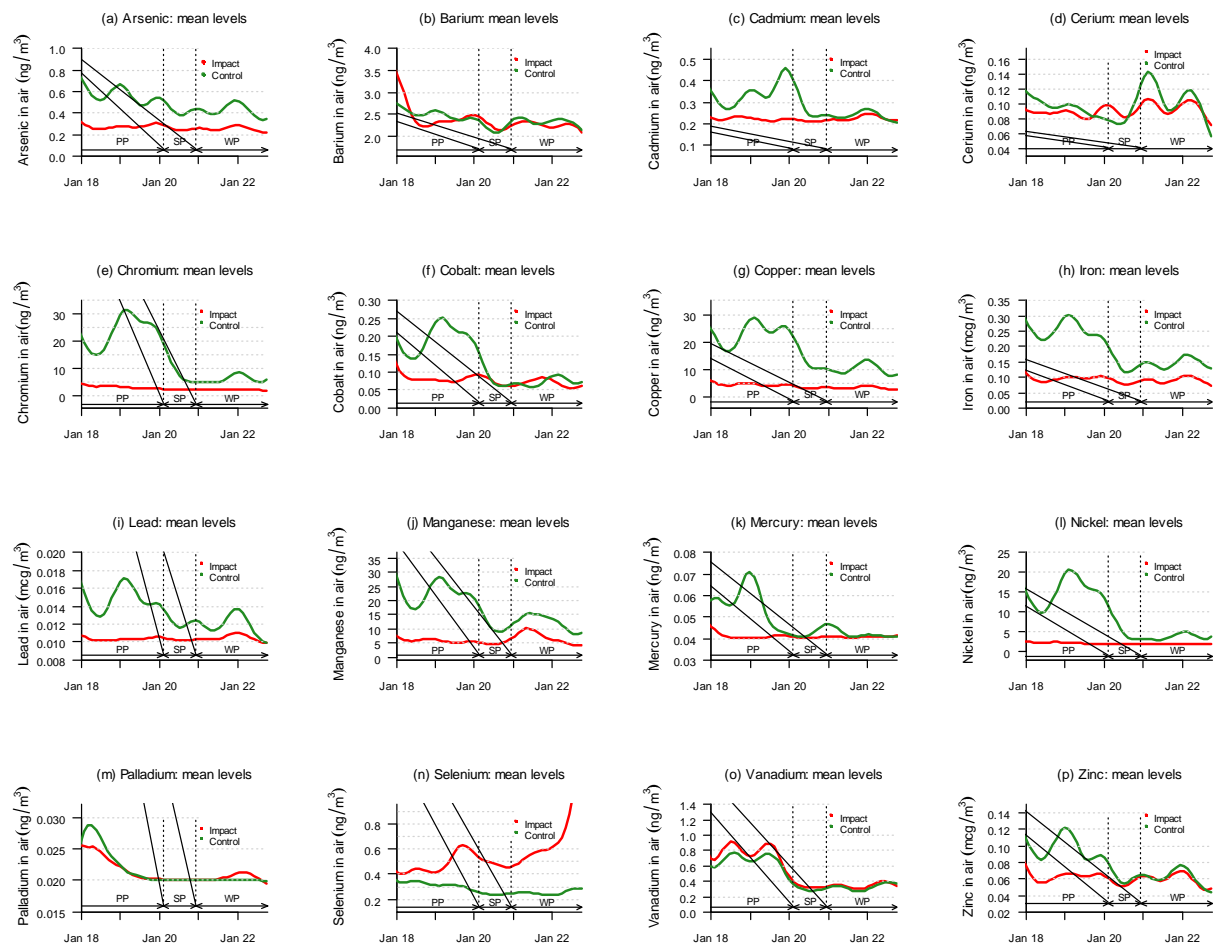 (a) Arsenic: mean levels
Arsenic in air (ng/m³)
1.0
0.8
0.6
0.4
0.2
0.0
Impact
Control
PP
SP
WP
Jan 18
Jan 20
Jan 22
(b) Barium: mean levels
Barium in air (ng/m³)
4.0
3.5
3.0
2.5
2.0
Impact
Control
PP
SP
WP
Jan 18
Jan 20
Jan 22
(c) Cadmium: mean levels
Cadmium in air (ng/m³)
0.5
0.4
0.3
0.2
0.1
Impact
Control
PP
SP
WP
Jan 18
Jan 20
Jan 22
(d) Cerium: mean levels
Cerium in air (ng/m³)
0.16
0.14
0.12
0.10
0.08
0.06
0.04
Impact
Control
PP
SP
WP
Jan 18
Jan 20
Jan 22
(e) Chromium: mean levels
Chromium in air (ng/m³)
30
20
10
0
Impact
Control
PP
SP
WP
Jan 18
Jan 20
Jan 22
(f) Cobalt: mean levels
Cobalt in air (ng/m³)
0.30
0.25
0.20
0.15
0.10
0.05
0.00
Impact
Control
PP
SP
WP
Jan 18
Jan 20
Jan 22
(g) Copper: mean levels
Copper in air (ng/m³)
30
20
10
0
Impact
Control
PP
SP
WP
Jan 18
Jan 20
Jan 22
(h) Iron: mean levels
Iron in air (mcg/m³)
0.35
0.30
0.25
0.20
0.15
0.10
0.05
0.00
Impact
Control
PP
SP
WP
Jan 18
Jan 20
Jan 22
(i) Lead: mean levels
Lead in air (mcg/m³)
0.020
0.018
0.016
0.014
0.012
0.010
0.008
Impact
Control
PP
SP
WP
Jan 18
Jan 20
Jan 22
(j) Manganese: mean levels
Manganese in air (ng/m³)
35
30
25
20
15
10
5
0
Impact
Control
PP
SP
WP
Jan 18
Jan 20
Jan 22
(k) Mercury: mean levels
Mercury in air (ng/m³)
0.08
0.07
0.06
0.05
0.04
0.03
Impact
Control
PP
SP
WP
Jan 18
Jan 20
Jan 22
(l) Nickel: mean levels
Nickel in air (ng/m³)
25
20
15
10
5
0
Impact
Control
PP
SP
WP
Jan 18
Jan 20
Jan 22
(m) Palladium: mean levels
Palladium in air (ng/m³)
0.030
0.025
0.020
0.015
Impact
Control
PP
SP
WP
Jan 18
Jan 20
Jan 22
(n) Selenium: mean levels
Selenium in air (ng/m³)
0.8
0.6
0.4
0.2
Impact
Control
PP
SP
WP
Jan 18
Jan 20
Jan 22
(o) Vanadium: mean levels
Vanadium in air (ng/m³)
1.4
1.2
1.0
0.8
0.6
0.4
0.2
0.0
Impact
Control
PP
SP
WP
Jan 18
Jan 20
Jan 22
(p) Zinc: mean levels
Zinc in air (ng/m³)
0.14
0.12
0.10
0.08
0.06
0.04
0.02
Impact
Control
PP
SP
WP
Jan 18
Jan 20
Jan 22